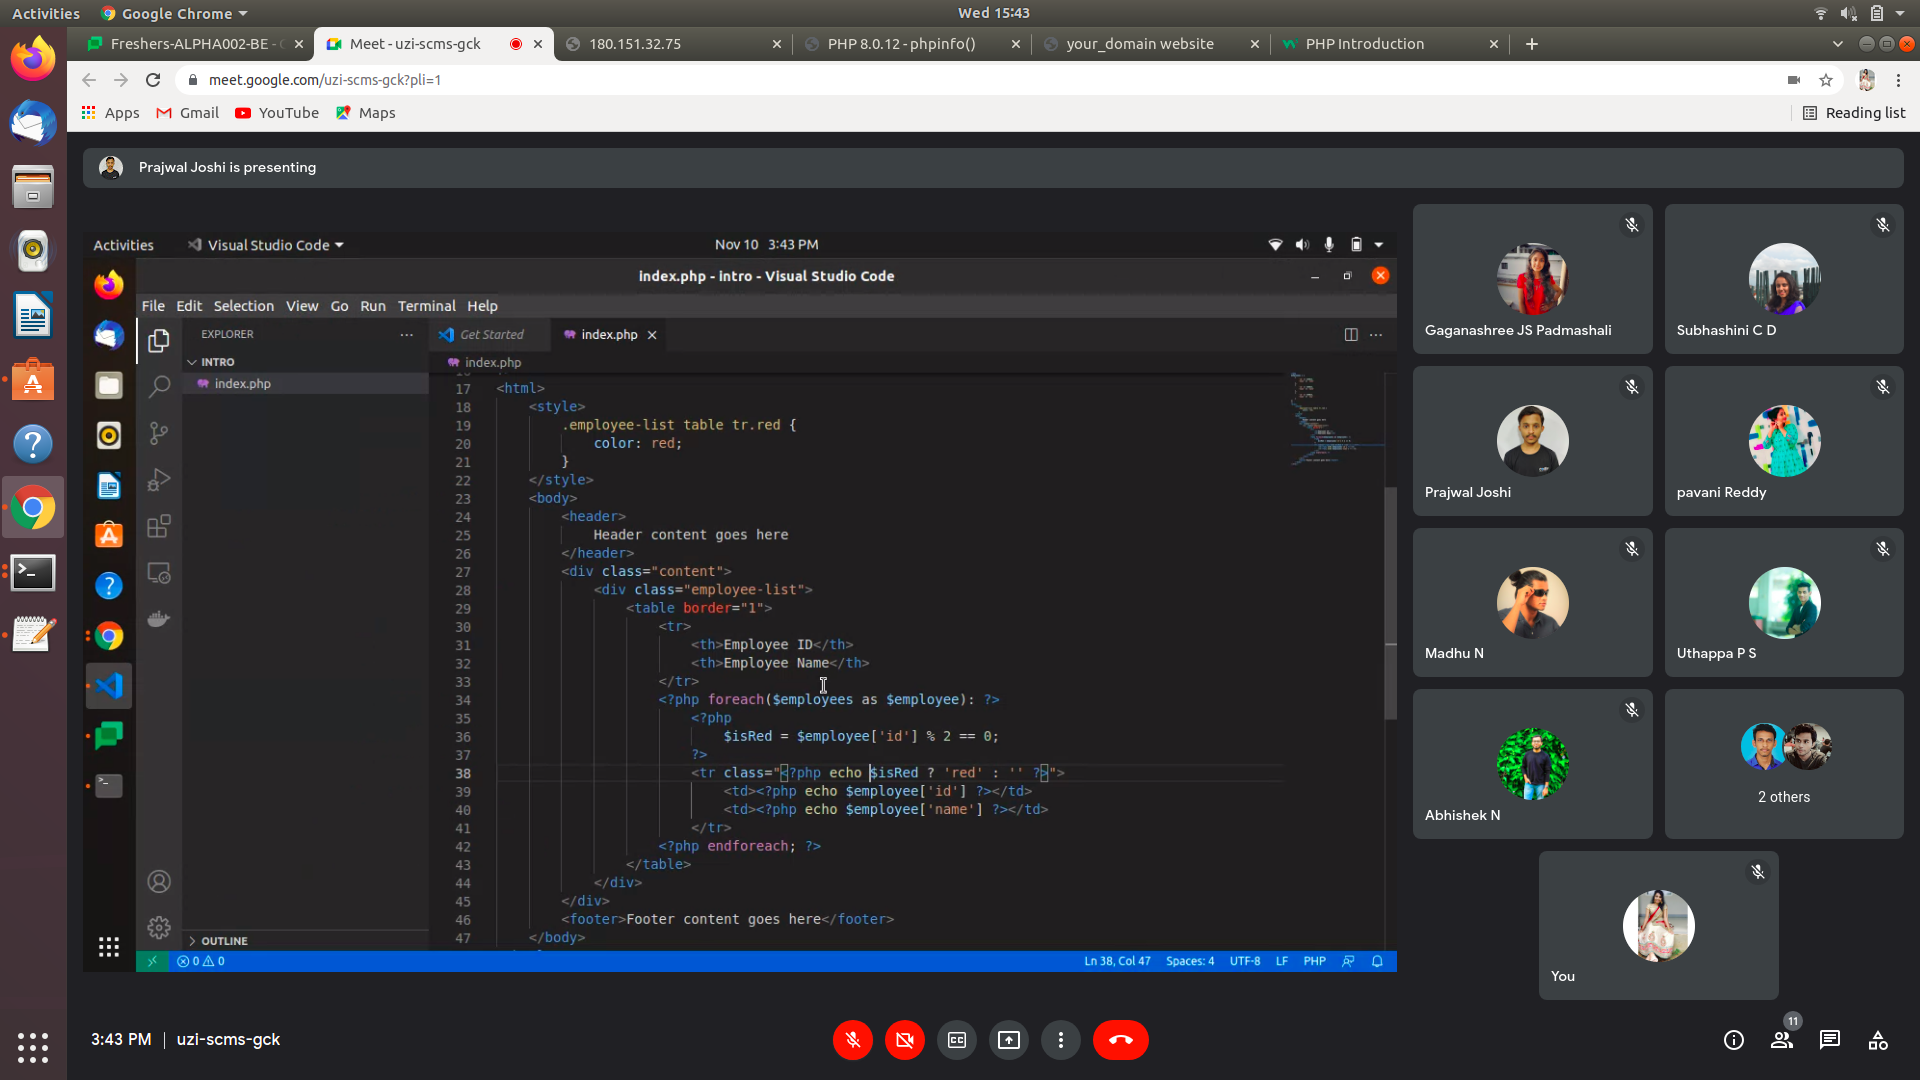 Activities
Google Chrome
Wed 15:43
Freshers-ALPHA002-BE -
Meet - uzi-scms-gck
180.151.32.75
PHP 8.0.12 - phpinfo()
your_domain website
PHP Introduction
meet.google.com/uzi-scms-gck?pli=1
Apps
Gmail
YouTube
Maps
Reading list
Prajwal Joshi is presenting
Activities
Visual Studio Code
Nov 10 3:43 PM
index.php - intro - Visual Studio Code
File Edit Selection View Go Run Terminal Help
EXPLORER
Get Started
index.php
INTRO
index.php
index.php
17 <html>
18 <style>
19 .employee-list table tr.red {
20 color: red;
21 }
22 </style>
23 <body>
24 <header>
25 Header content goes here
26 </header>
27 <div class="content">
28 <div class="employee-list">
29 <table border="1">
30 <tr>
31 <th>Employee ID</th>
32 <th>Employee Name</th>
33 </tr>
34 <?php foreach($employees as $employee): ?>
35 <?php
36 $isRed = $employee['id'] % 2 == 0;
37 ?>
38 <tr class="<?php echo $isRed ? 'red' : '' ?>">
39 <td><?php echo $employee['id'] ?></td>
40 <td><?php echo $employee['name'] ?></td>
41 </tr>
42 <?php endforeach; ?>
43 </table>
44 </div>
45 </div>
46 <footer>Footer content goes here</footer>
47 </body>
OUTLINE
0 0
Ln 38, Col 47
Spaces: 4
UTF-8
LF
PHP
Gaganashree JS Padmashali
Subhashini C D
Prajwal Joshi
pavani Reddy
Madhu N
Uthappa P S
Abhishek N
2 others
You
3:43 PM | uzi-scms-gck
11